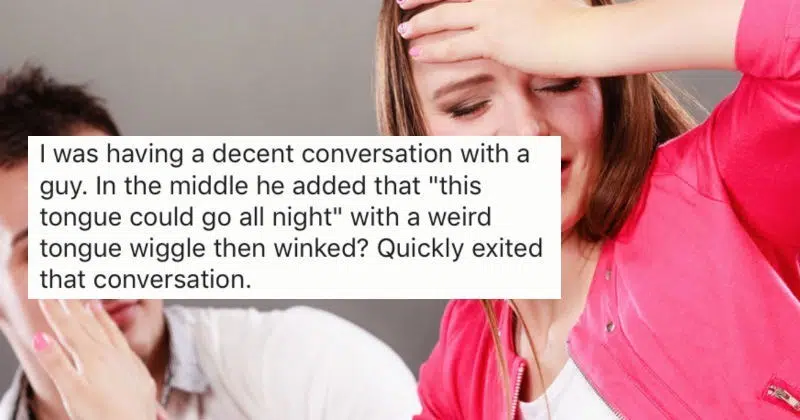 I was having a decent conversation with a
guy. In the middle he added that "this
tongue could go all night" with a weird
tongue wiggle then winked? Quickly exited
that conversation.